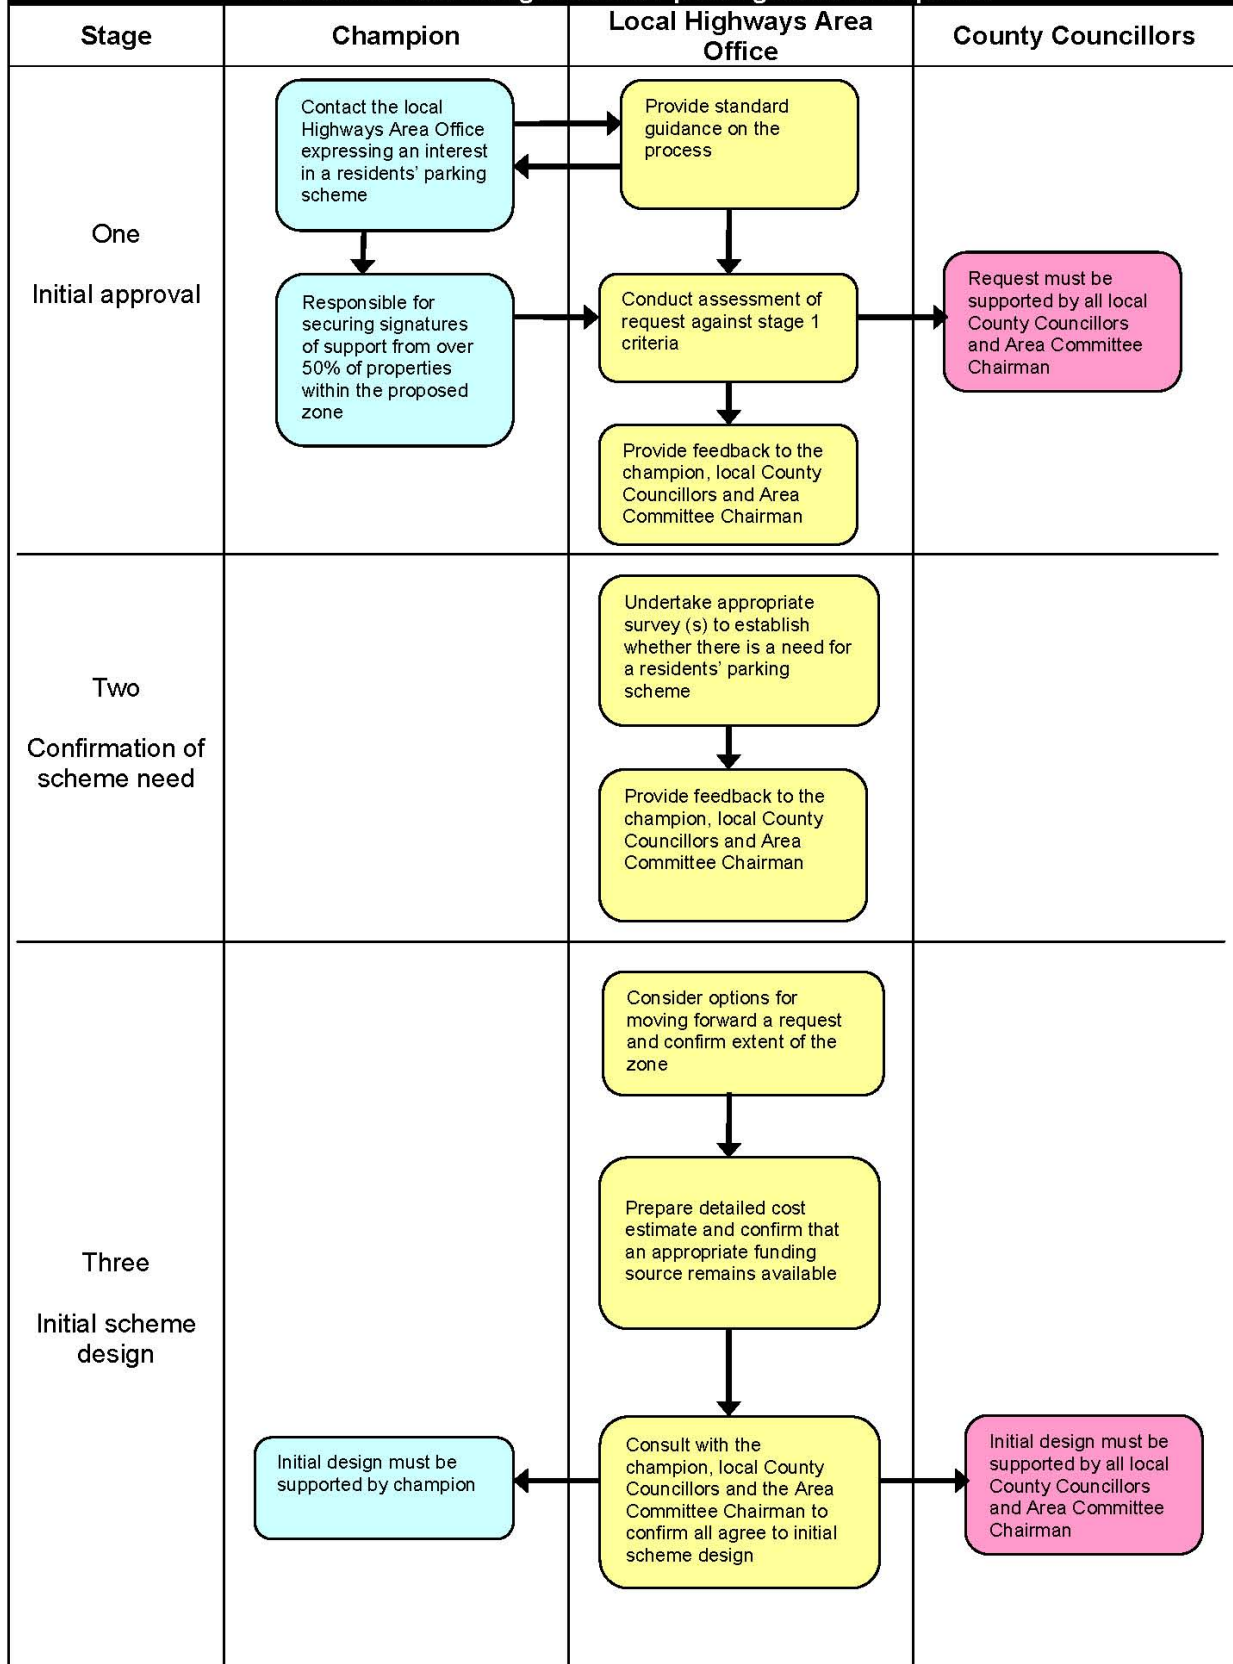 Stage
Champion
Local Highways Area
Office
County Councillors
One
Initial approval
Contact the local
Highways Area Office
expressing an interest
in a residents' parking
scheme
Provide standard
guidance on the
process
Responsible for
securing signatures
of support from over
50% of properties
within the proposed
zone
Conduct assessment of
request against stage 1
criteria
Request must be
supported by all local
County Councillors
and Area Committee
Chairman
Provide feedback to the
champion, local County
Councillors and Area
Committee Chairman
Two
Confirmation of
scheme need
Undertake appropriate
survey (s) to establish
whether there is a need for
a residents' parking
scheme
Provide feedback to the
champion, local County
Councillors and Area
Committee Chairman
Three
Initial scheme
design
Consider options for
moving forward a request
and confirm extent of the
zone
Prepare detailed cost
estimate and confirm that
an appropriate funding
source remains available
Initial design must be
supported by champion
Consult with the
champion, local County
Councillors and the Area
Committee Chairman to
confirm all agree to initial
scheme design
Initial design must be
supported by all local
County Councillors
and Area Committee
Chairman